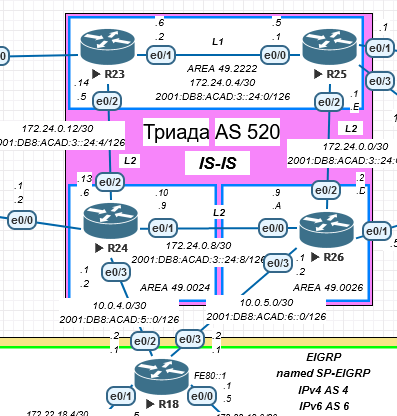 .6
.2
L1
.5
.1
e0/0
e0/1
e0/0
e0/1
R23
R25
AREA 49.2222
172.24.0.4/30
2001:DB8:ACAD:3::24:0/126
e0/3
.14
.5
e0/2
e0/2
.1
.E
172.24.0.12/30
2001:DB8:ACAD:3::24:4/126
Триада AS 520
L2
IS-IS
172.24.0.0/30
2001:DB8:ACAD:3::24:
L2
.13
.6
e0/2
.10
.9
L2
.9
.A
e0/2
.2
.D
e0/0
e0/1
e0/0
e0/1
R24
R26
172.24.0.8/30
2001:DB8:ACAD:3::24:8/126
e0/3
e0/3
.1
.2
.1
.2
AREA 49.0024
AREA 49.0026
10.0.4.0/30
2001:DB8:ACAD:5::0/126
10.0.5.0/30
2001:DB8:ACAD:6::0/126
.2
.1
e0/2
e0/3
.2
.1
R18
FE80::1
e0/1
e0/0
.1
.5
172.22.18.4/30
EIGRP
named SP-EIGRP
IPv4 AS 4
IPv6 AS 6